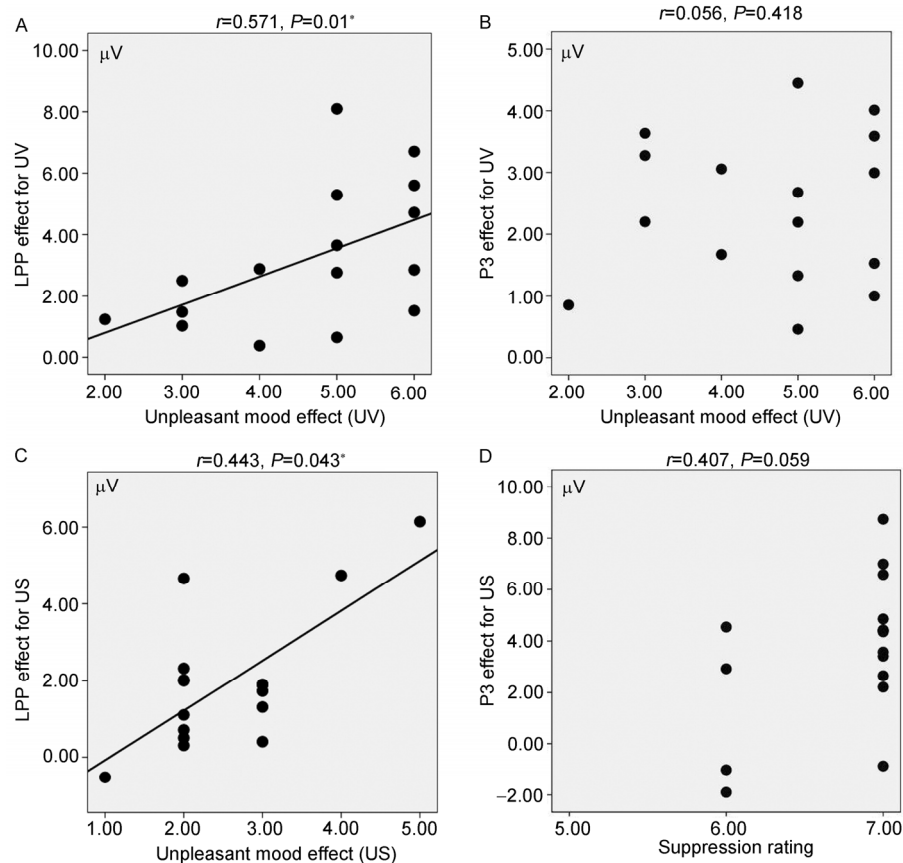 A
r=0.571, P=0.01*
μV
10.00
8.00
6.00
4.00
2.00
0.00
LPP effect for UV
2.00 3.00 4.00 5.00 6.00
Unpleasant mood effect (UV)
B
r=0.056, P=0.418
μV
5.00
4.00
3.00
2.00
1.00
0.00
P3 effect for UV
2.00 3.00 4.00 5.00 6.00
Unpleasant mood effect (UV)
C
r=0.443, P=0.043*
μV
6.00
4.00
2.00
0.00
LPP effect for US
1.00 2.00 3.00 4.00 5.00
Unpleasant mood effect (US)
D
r=0.407, P=0.059
μV
10.00
8.00
6.00
4.00
2.00
0.00
−2.00
P3 effect for US
5.00 6.00 7.00
Suppression rating